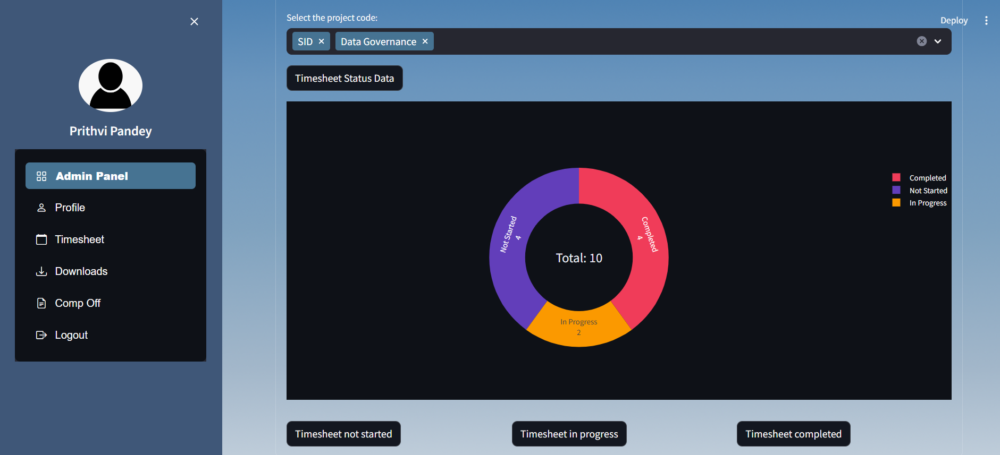 Prithvi Pandey
Admin Panel
Profile
Timesheet
Downloads
Comp Off
Logout
Select the project code:
Deploy
SID
Data Governance
Timesheet Status Data
Completed
Not Started
In Progress
Not Started
4
Completed
4
Total: 10
In Progress
2
Timesheet not started
Timesheet in progress
Timesheet completed